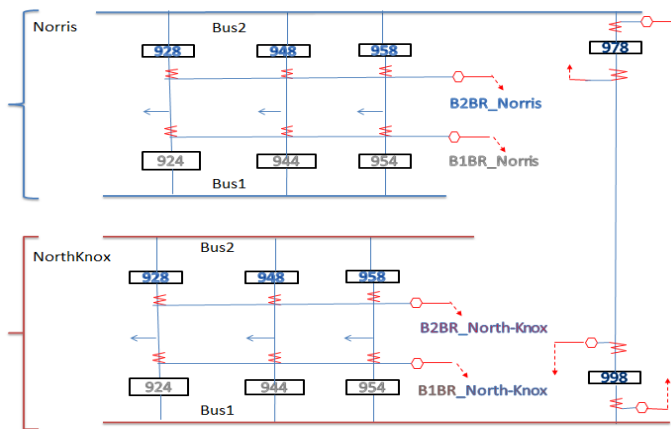 Norris
Bus2
928
948
958
978
B2BR_Norris
B1BR_Norris
924
944
954
Bus1
NorthKnox
Bus2
928
948
958
B2BR_North-Knox
998
924
944
954
B1BR_North-Knox
Bus1